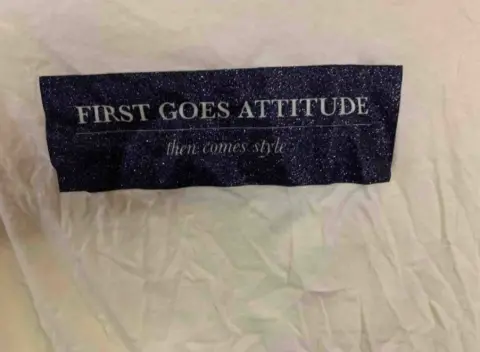 FIRST GOES ATTITUDE
then comes style